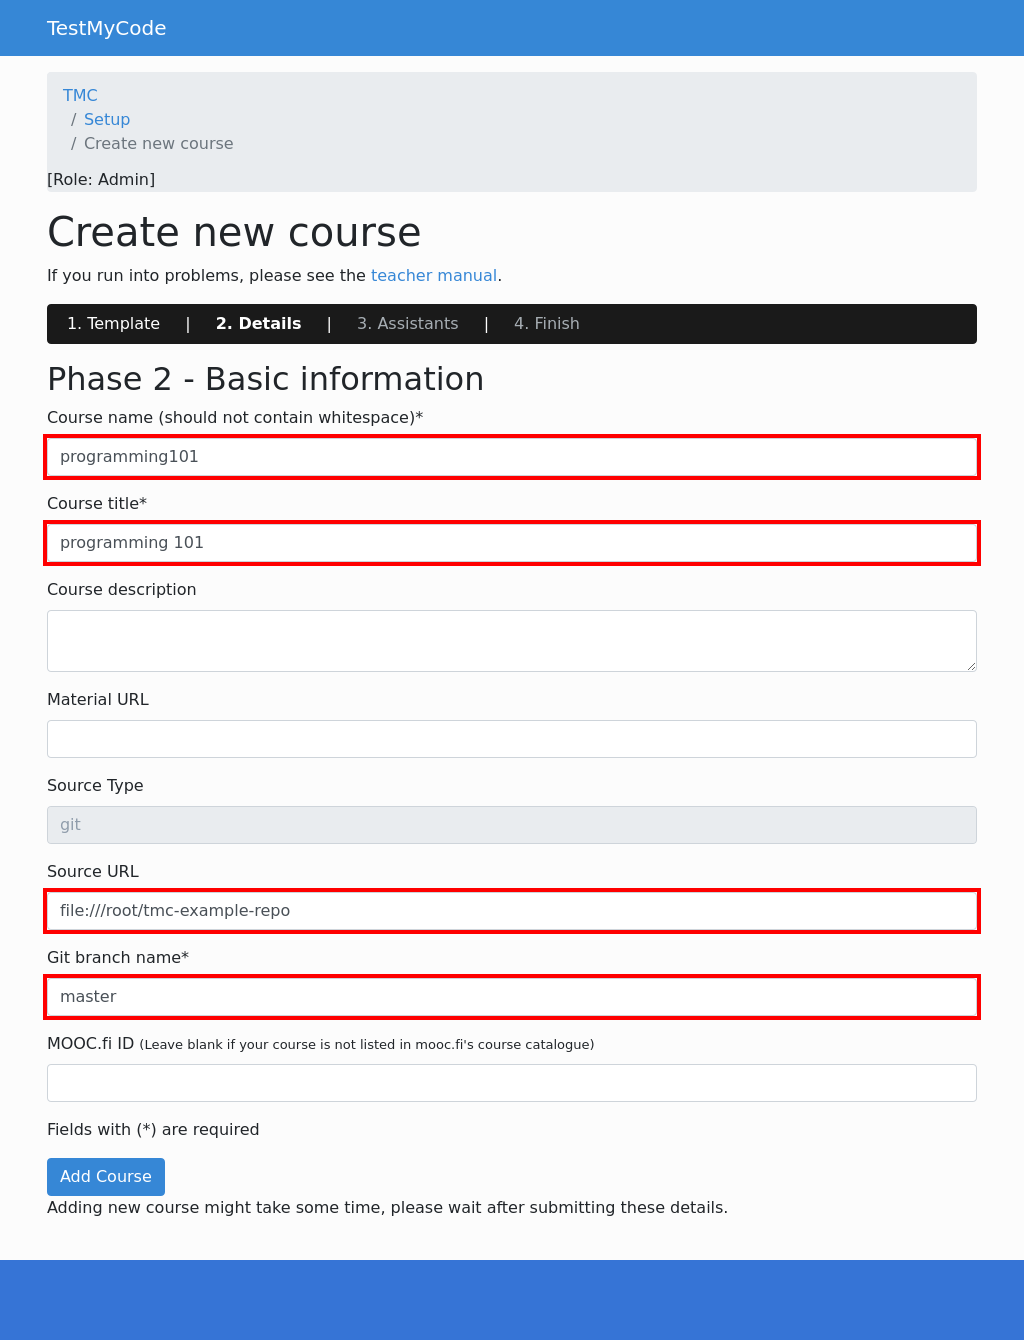 TestMyCode
TMC
/ Setup
/ Create new course
[Role: Admin]
Create new course
If you run into problems, please see the teacher manual.
1. Template | 2. Details | 3. Assistants | 4. Finish
Phase 2 - Basic information
Course name (should not contain whitespace)*
programming101
Course title*
programming 101
Course description
Material URL
Source Type
git
Source URL
file:///root/tmc-example-repo
Git branch name*
master
MOOC.fi ID (Leave blank if your course is not listed in mooc.fi's course catalogue)
Fields with (*) are required
Add Course
Adding new course might take some time, please wait after submitting these details.